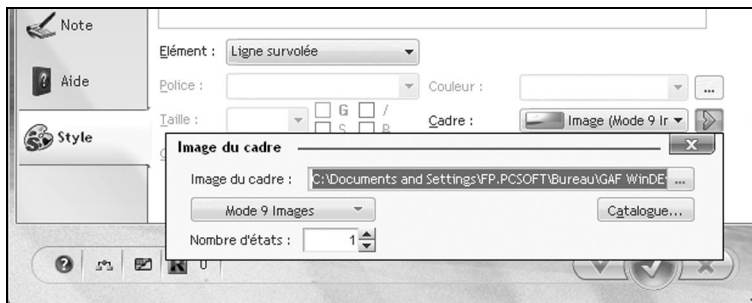 Note
Elément : Ligne survolée
Aide
Police :
Couleur :
Taille :
G
I
Cadre : Image (Mode 9 Ir
Style
S
B
Image du cadre
X
Image du cadre : C:\Documents and Settings\FP.PCSOFT\Bureau\GAF WinDE
...
Mode 9 Images
Catalogue...
Nombre d'états : 1
? R 0